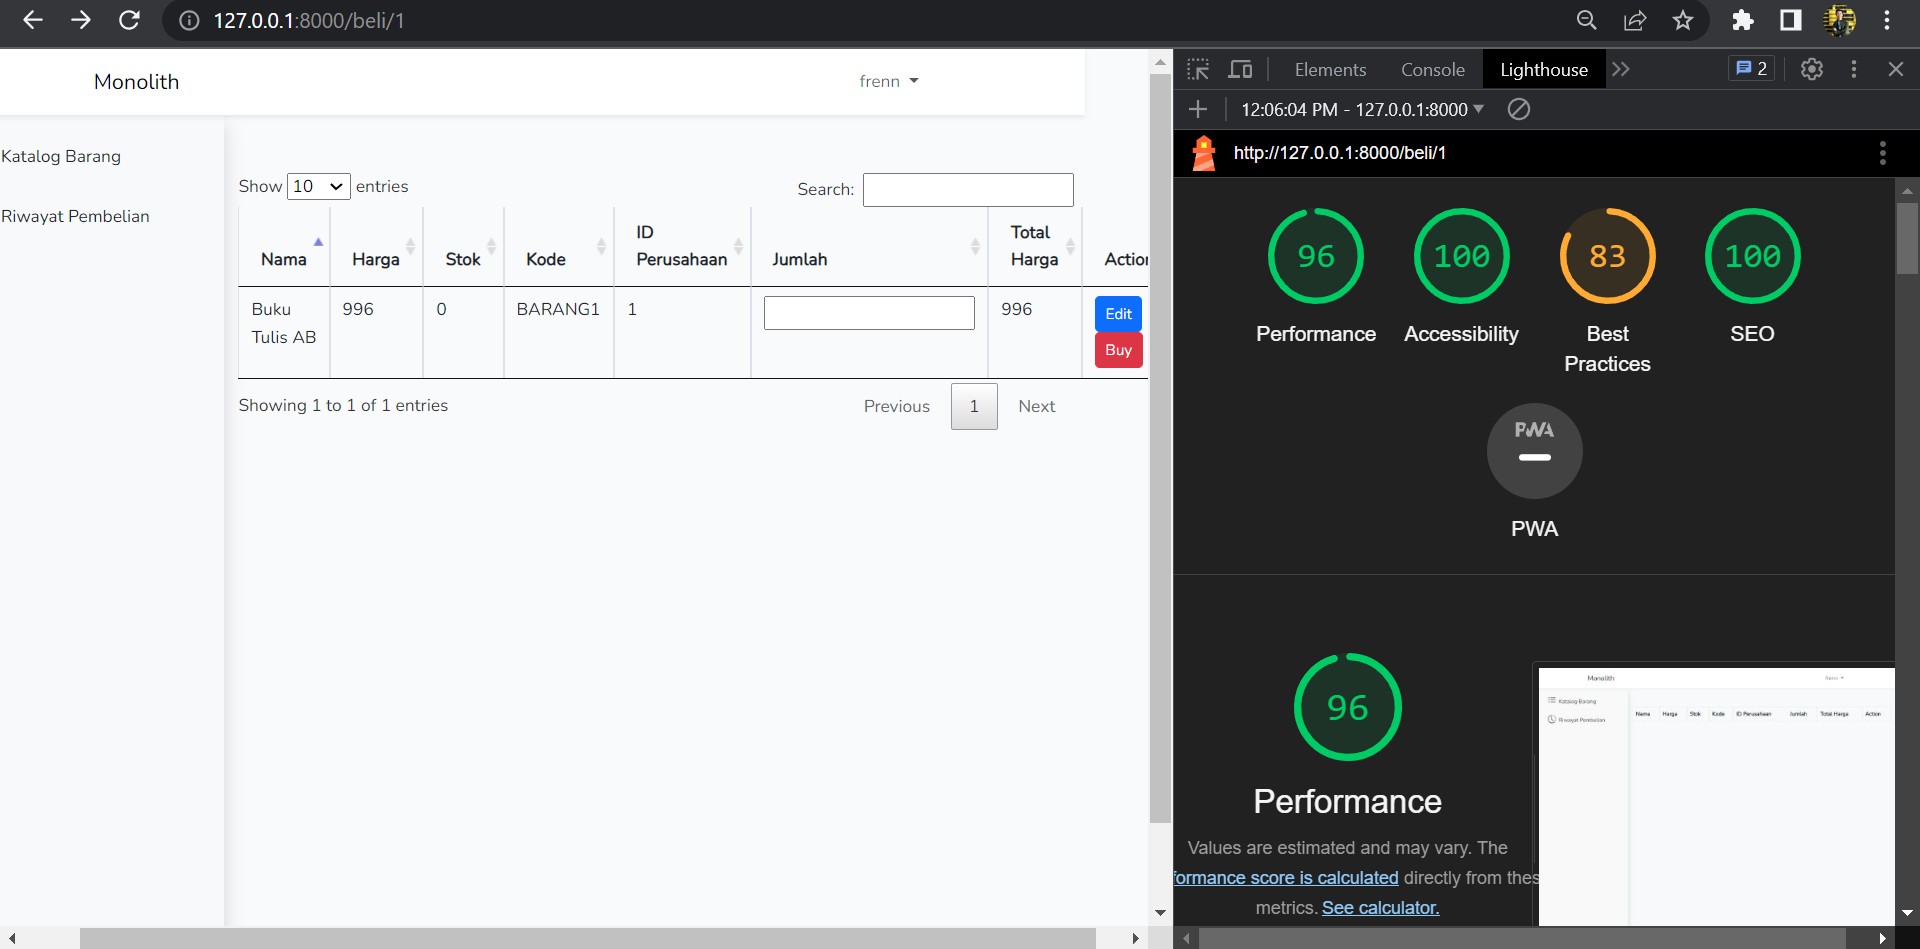 127.0.0.1:8000/beli/1
Monolith
frenn
Katalog Barang
Riwayat Pembelian
Show 10 entries
Search:
Nama Harga Stok Kode ID Perusahaan Jumlah Total Harga Action
Buku Tulis AB 996 0 BARANG1 1 996 Edit
Buy
Showing 1 to 1 of 1 entries
Previous 1 Next
Elements Console Lighthouse 2
12:06:04 PM - 127.0.0.1:8000
http://127.0.0.1:8000/beli/1
96 100 83 100
Performance Accessibility Best Practices SEO
PWA
PWA
96
Performance
Values are estimated and may vary. The
formance score is calculated directly from thes
metrics. See calculator.
Monolith
frenn
Katalog Barang
Riwayat Pembelian
Nama Harga Stok Kode ID Perusahaan Jumlah Total Harga Action